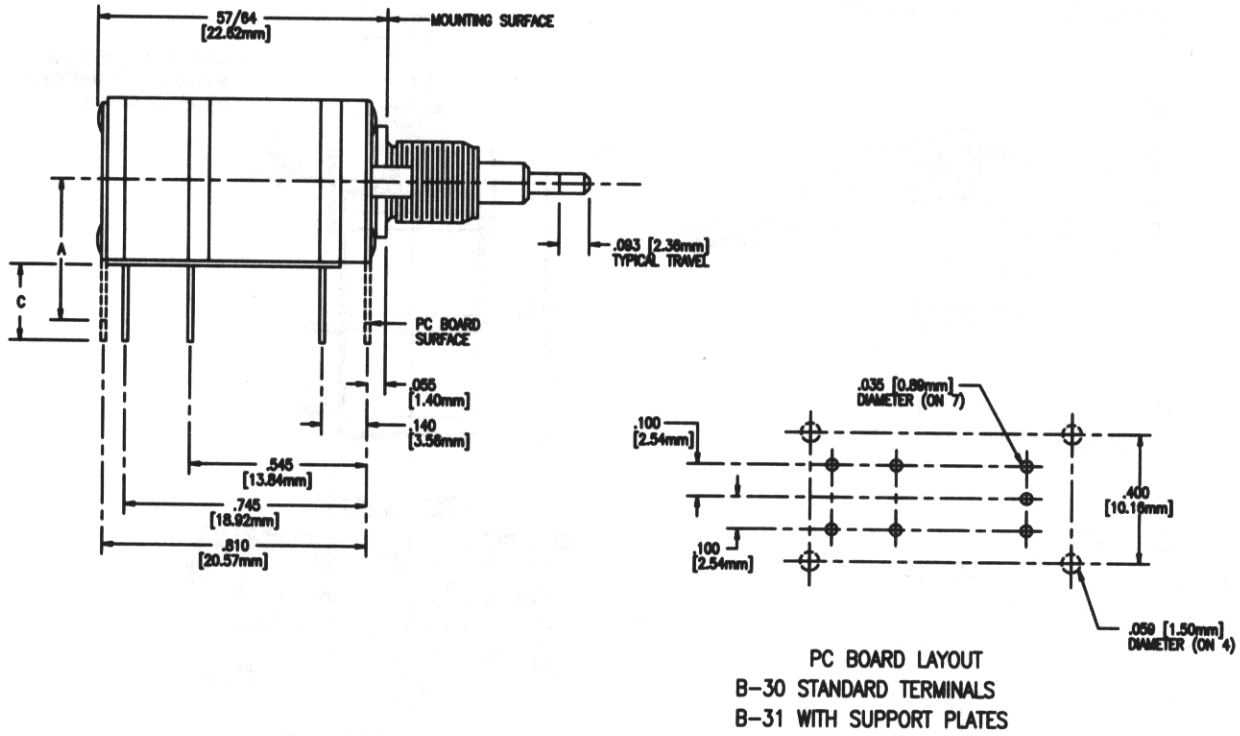 57/64
[22.62mm]
MOUNTING SURFACE
A
C
.093 [2.36mm]
TYPICAL TRAVEL
PC BOARD
SURFACE
.055
[1.40mm]
.140
[3.56mm]
.545
[13.84mm]
.745
[18.92mm]
.810
[20.57mm]
.035 [0.89mm]
DIAMETER (ON 7)
.100
[2.54mm]
.400
[10.16mm]
.100
[2.54mm]
.059 [1.50mm]
DIAMETER (ON 4)
PC BOARD LAYOUT
B-30 STANDARD TERMINALS
B-31 WITH SUPPORT PLATES